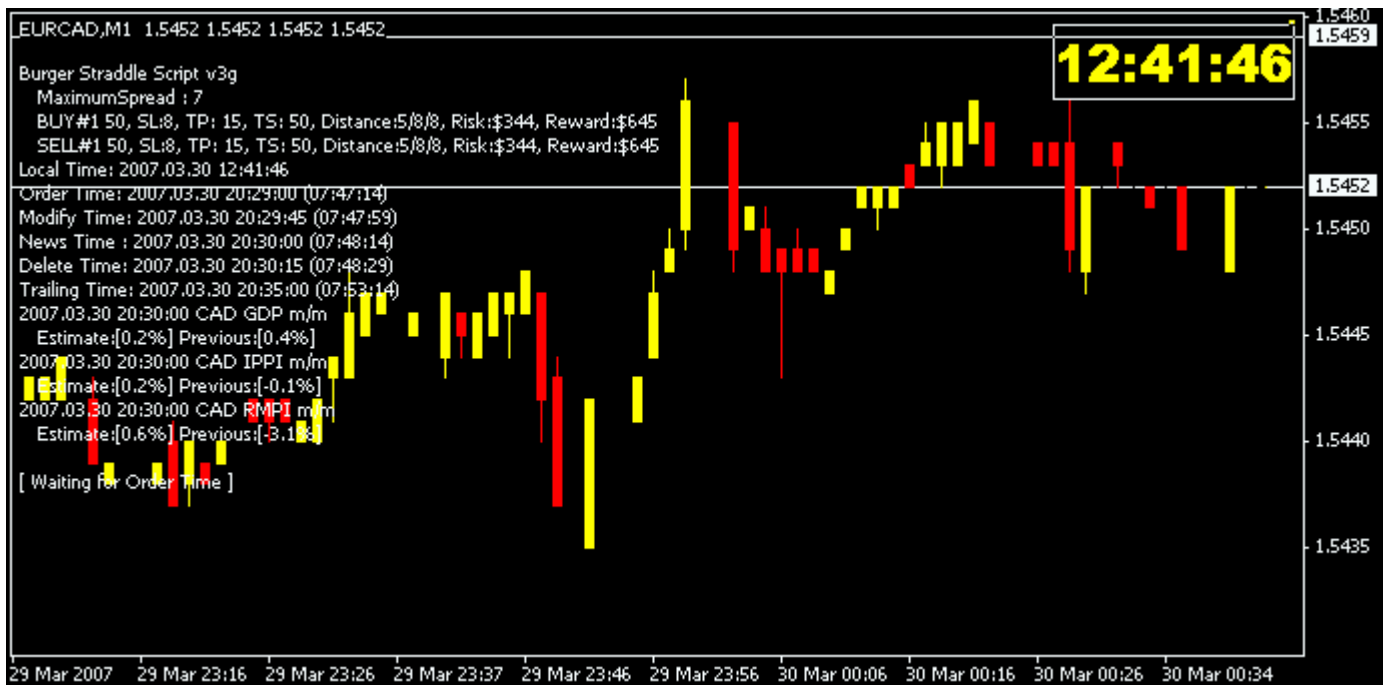 EURCAD,M1 1.5452 1.5452 1.5452 1.5452
12:41:46
Burger Straddle Script v3g
MaximumSpread : 7
BUY#1 50, SL:8, TP: 15, TS: 50, Distance:5/8/8, Risk:$344, Reward:$645
SELL#1 50, SL:8, TP: 15, TS: 50, Distance:5/8/8, Risk:$344, Reward:$645
Local Time: 2007.03.30 12:41:46
Order Time: 2007.03.30 20:29:00 (07:47:14)
Modify Time: 2007.03.30 20:29:45 (07:47:59)
News Time : 2007.03.30 20:30:00 (07:48:14)
Delete Time: 2007.03.30 20:30:15 (07:48:29)
Trailing Time: 2007.03.30 20:35:00 (07:53:14)
2007.03.30 20:30:00 CAD GDP m/m
Estimate:[0.2%] Previous:[0.4%]
2007.03.30 20:30:00 CAD IPPI m/m
Estimate:[0.2%] Previous:[-0.1%]
2007.03.30 20:30:00 CAD RMPI m/m
Estimate:[0.6%] Previous:[-3.1%]
[ Waiting for Order Time ]
1.5460
1.5459
1.5455
1.5452
1.5450
1.5445
1.5440
1.5435
29 Mar 2007 29 Mar 23:16 29 Mar 23:26 29 Mar 23:37 29 Mar 23:46 29 Mar 23:56 30 Mar 00:06 30 Mar 00:16 30 Mar 00:26 30 Mar 00:34